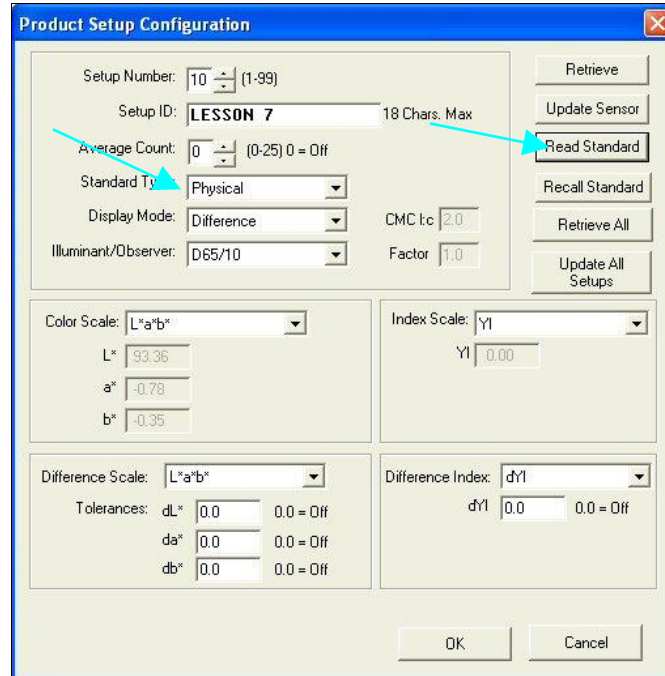 Product Setup Configuration
Setup Number: 10 (1-99)
Setup ID: LESSON 7 18 Chars. Max
Average Count: 0 (0-25) 0 = Off
Standard Type: Physical
Display Mode: Difference CMC l:c 2.0
Illuminant/Observer: D65/10 Factor 1.0
Retrieve
Update Sensor
Read Standard
Recall Standard
Retrieve All
Update All
Setups
Color Scale: L*a*b*
L* 93.36
a* -0.78
b* -0.35
Index Scale: YI
YI 0.00
Difference Scale: L*a*b*
Tolerances: dL* 0.0 0.0 = Off
da* 0.0 0.0 = Off
db* 0.0 0.0 = Off
Difference Index: dYI
dYI 0.0 0.0 = Off
OK Cancel